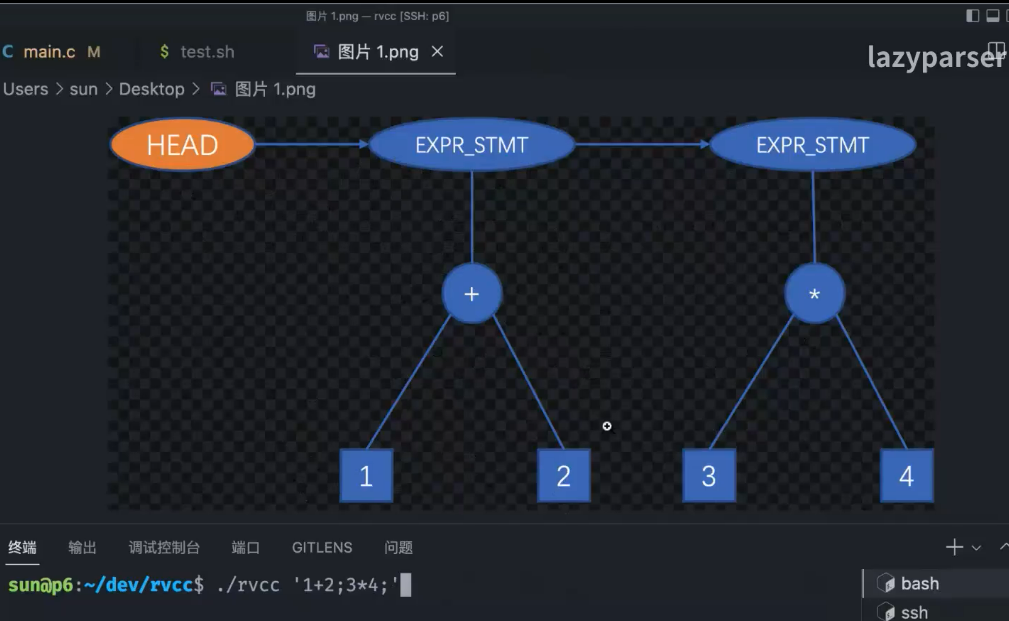 图片 1.png — rvcc [SSH: p6]
C main.c M
$ test.sh
图片 1.png ×
lazyparser
Users > sun > Desktop > 图片 1.png
HEAD
EXPR_STMT
EXPR_STMT
+
*
1
2
3
4
终端 输出 调试控制台 端口 GITLENS 问题
sun@p6:~/dev/rvcc$ ./rvcc '1+2;3*4;'
bash
ssh